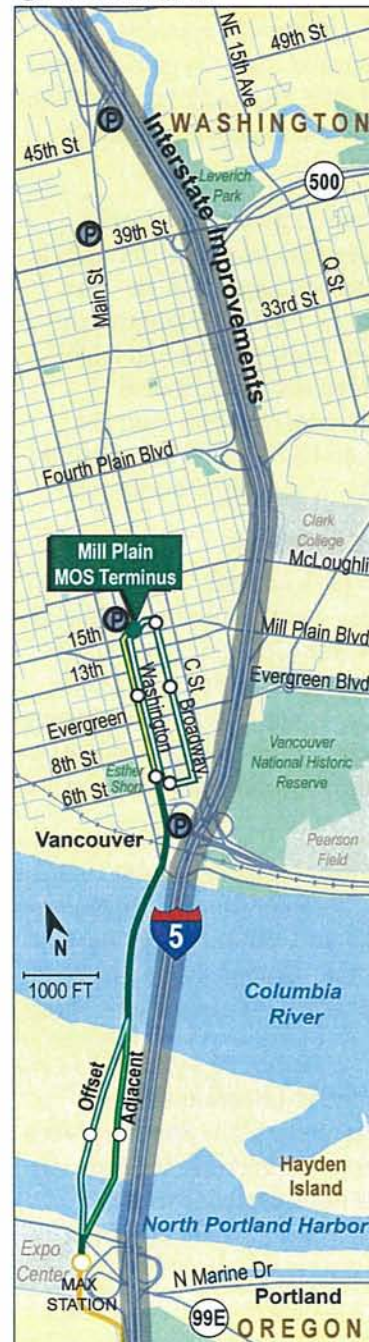 49th St
NE 15th Ave
P
WASHINGTON
45th St
Leverich
Park
500
P
39th St
Interstate Improvements
Main St
Q St
33rd St
Fourth Plain Blvd
Clark
College
Mill Plain
MOS Terminus
McLoughli
P
15th
Mill Plain Blvd
13th
Washington
C St
Broadway
Evergreen Blvd
Evergreen
8th St
Esther
Short
6th St
Vancouver
National Historic
Reserve
Vancouver
P
Pearson
Field
N
5
1000 FT
Columbia
River
Offset
Adjacent
Hayden
Island
North Portland Harbor
Expo
Center
MAX
STATION
N Marine Dr
Portland
99E
OREGON